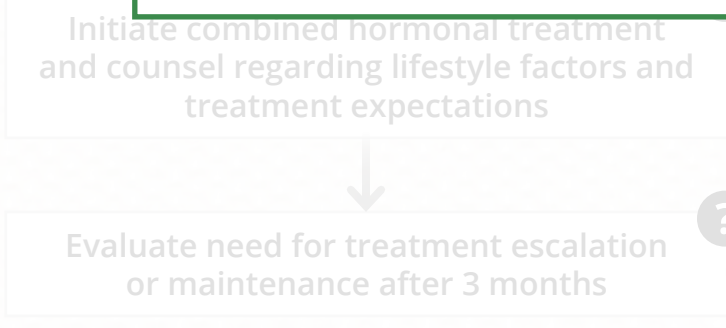 Initiate combined hormonal treatment
and counsel regarding lifestyle factors and
treatment expectations
?
Evaluate need for treatment escalation
or maintenance after 3 months